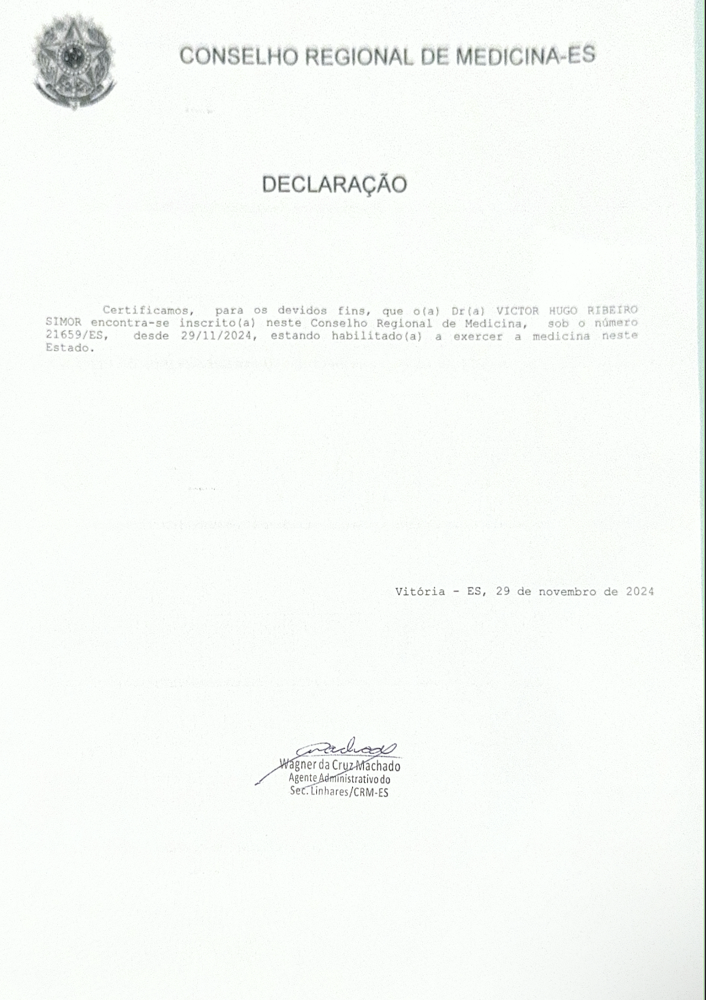 CONSELHO REGIONAL DE MEDICINA-ES
DECLARAÇÃO
Certificamos, para os devidos fins, que o(a) Dr(a) VICTOR HUGO RIBEIRO
SIMOR encontra-se inscrito(a) neste Conselho Regional de Medicina, sob o número
21659/ES, desde 29/11/2024, estando habilitado(a) a exercer a medicina neste
Estado.
Vitória - ES, 29 de novembro de 2024
Wagner da Cruz Machado
Agente Administrativo do
Sec. Linhares/CRM-ES